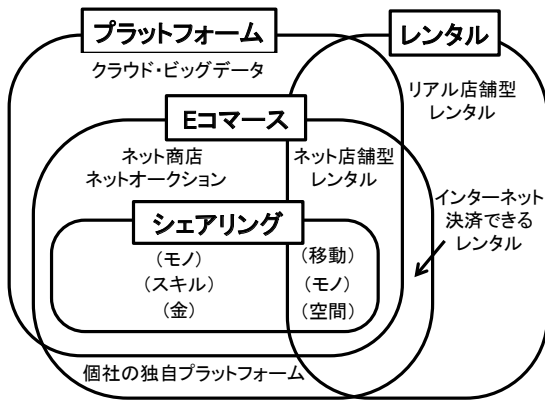 プラットフォーム
レンタル
クラウド・ビッグデータ
リアル店舗型
レンタル
Eコマース
ネット商店
ネットオークション
ネット店舗型
レンタル
インターネット
決済できる
レンタル
シェアリング
(モノ)
(スキル)
(金)
(移動)
(モノ)
(空間)
個社の独自プラットフォーム